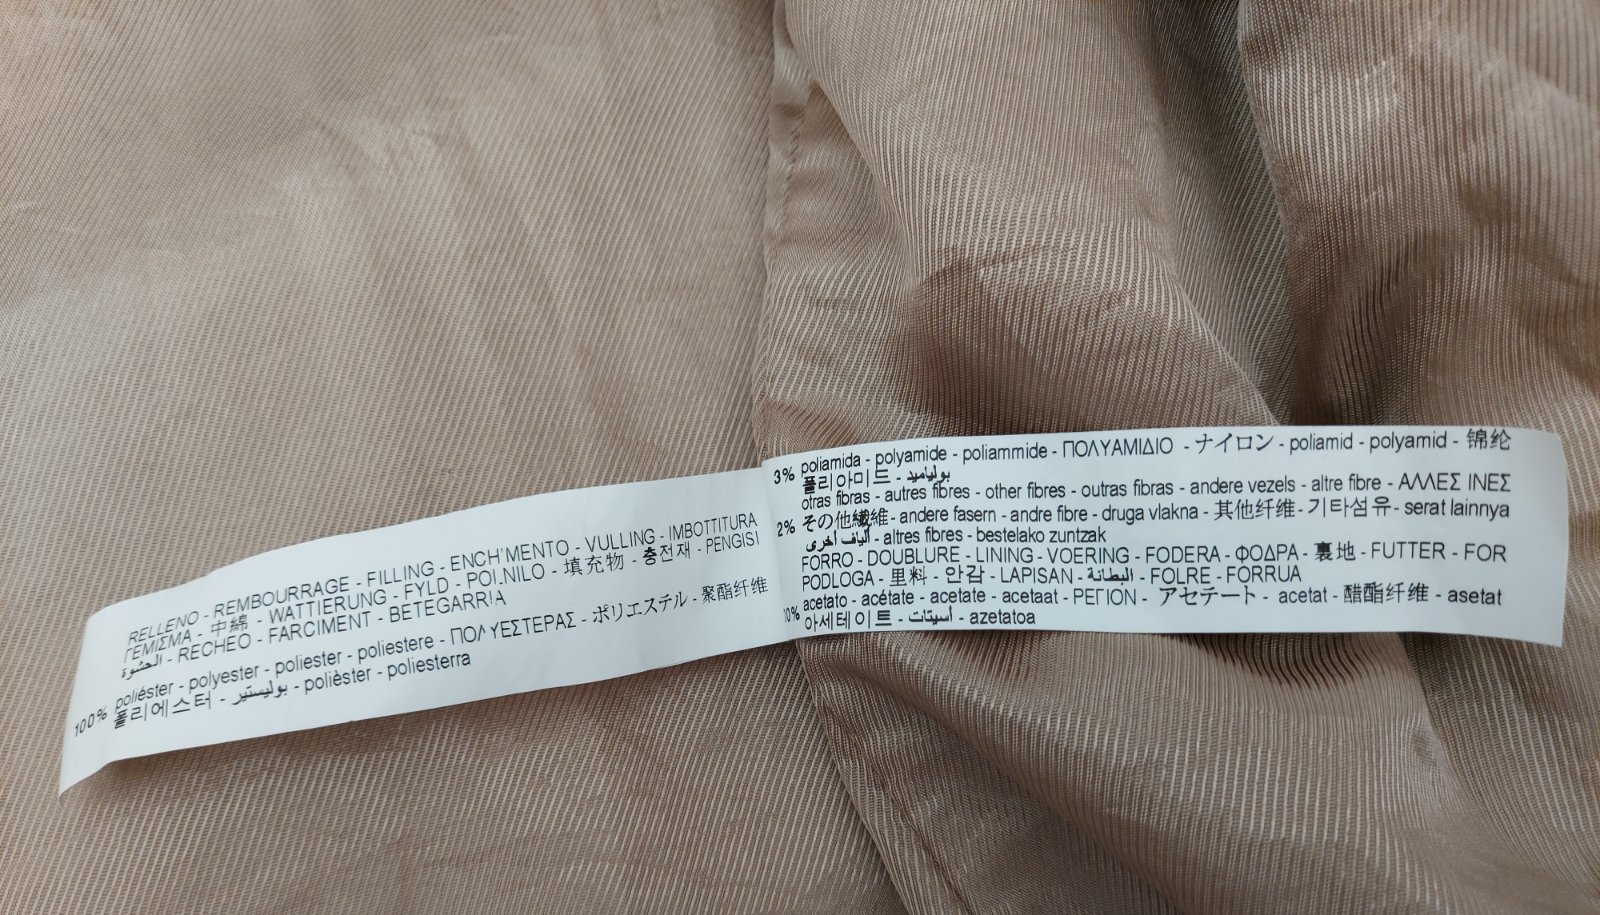 RELLENO - REMBOURRAGE - FILLING - ENCH'MENTO - VULLING - IMBOTTITURA
ΓΕΜΙΣΜΑ - 中綿 - WATTIERUNG - FYLD - POLNILO - 填充物 - 충전재 - PENGISI
الحشوة - RECHEO - FARCIMENT - BETEGARRIA
100% poliéster - polyester - poliester - poliestere - ΠΟΛΥΕΣΤΕΡΑΣ - ポリエステル - 聚酯纤维
폴리에스터 - بوليستير - polièster - poliesterra
3% poliamida - polyamide - poliammide - ΠΟΛΥΑΜΙΔΙΟ - ナイロン - poliamid - polyamid - 锦纶
폴리아미드 - بولياميد
otras fibras - autres fibres - other fibres - outras fibras - andere vezels - altre fibre - ΑΛΛΕΣ ΙΝΕΣ
2% その他繊維 - andere fasern - andre fibre - druga vlakna - 其他纤维 - 기타섬유 - serat lainnya
ألياف أخرى - altres fibres - bestelako zuntzak
FORRO - DOUBLURE - LINING - VOERING - FODERA - ΦΟΔΡΑ - 裏地 - FUTTER - FOR
PODLOGA - 里料 - 안감 - LAPISAN - البطانة - FOLRE - FORRUA
10% acetato - acétate - acetate - acetaat - ΡΕΓΙΟΝ - アセテート - acetat - 醋酯纤维 - asetat
아세테이트 - أسيتات - azetatoa